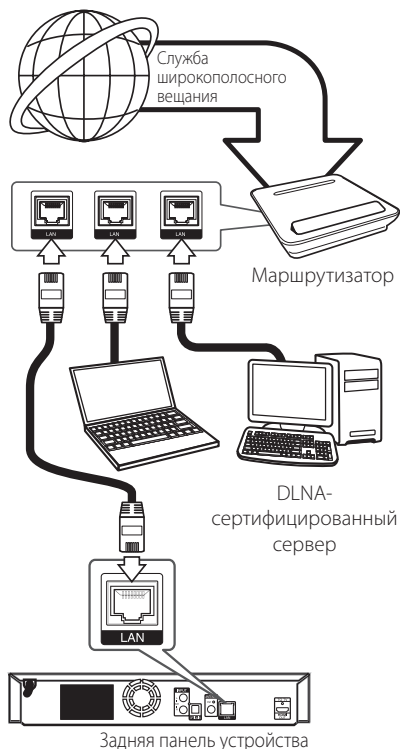 Служба
широкополосного
вещания
LAN
LAN
LAN
Маршрутизатор
DLNA-
сертифицированный
сервер
LAN
Задняя панель устройства